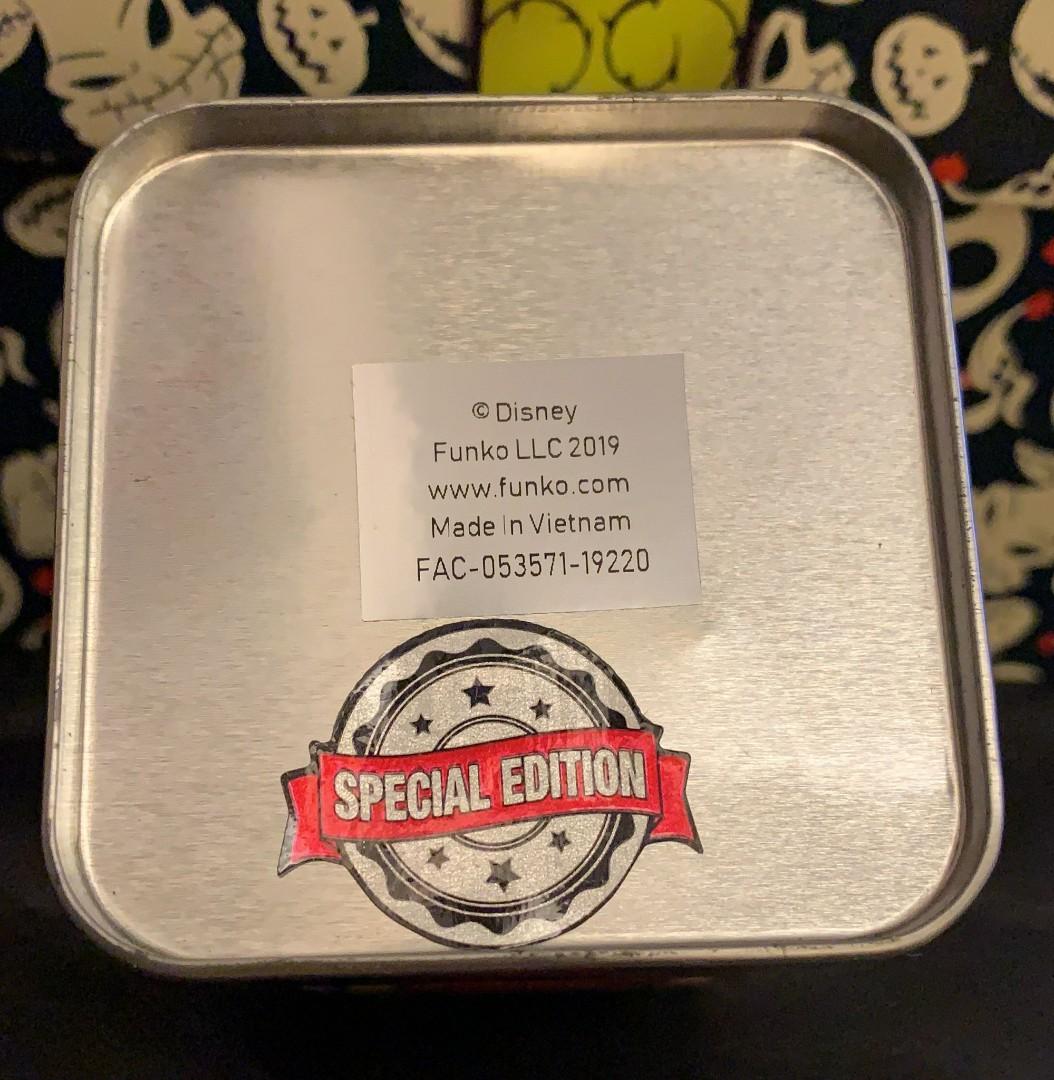 © Disney
Funko LLC 2019
www.funko.com
Made In Vietnam
FAC-053571-19220
SPECIAL EDITION